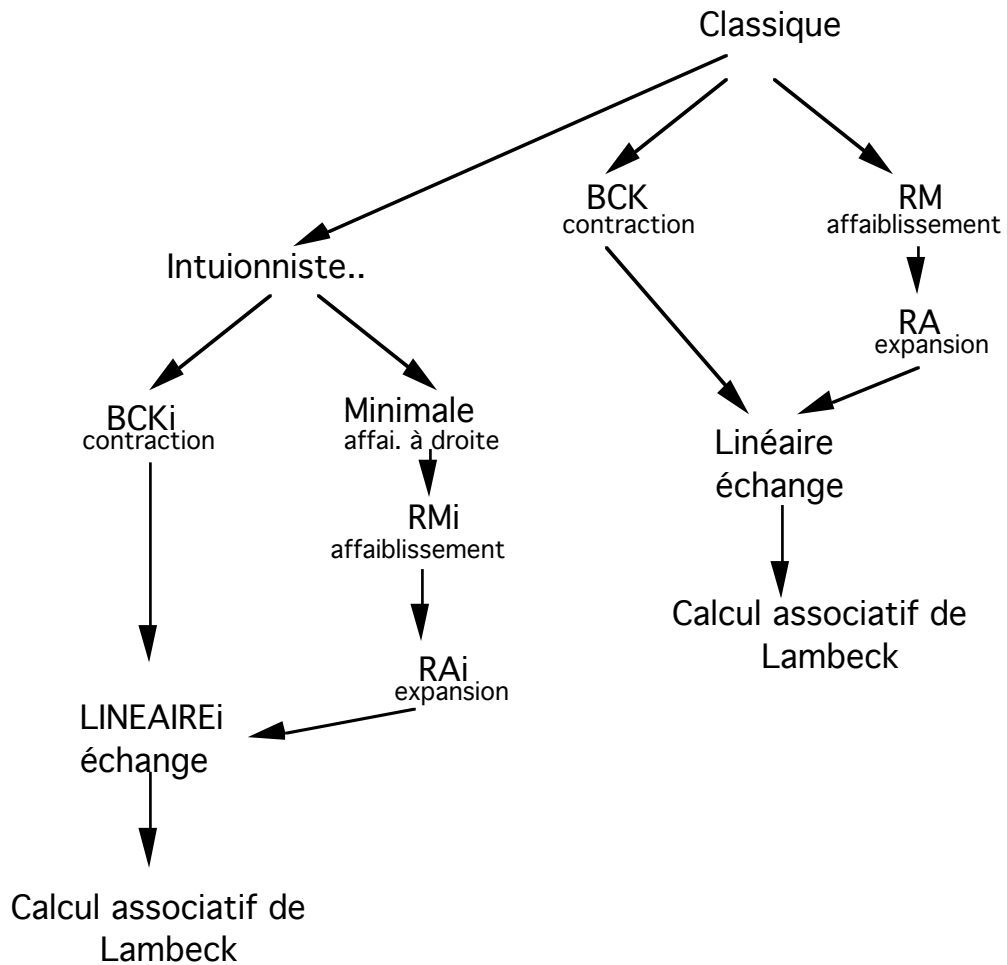 Classique
BCK
contraction
RM
affaiblissement
Intuionniste..
RA
expansion
BCKi
contraction
Minimale
affai. à droite
Linéaire
échange
RMi
affaiblissement
Calcul associatif de
Lambeck
RAi
expansion
LINEAIREi
échange
Calcul associatif de
Lambeck